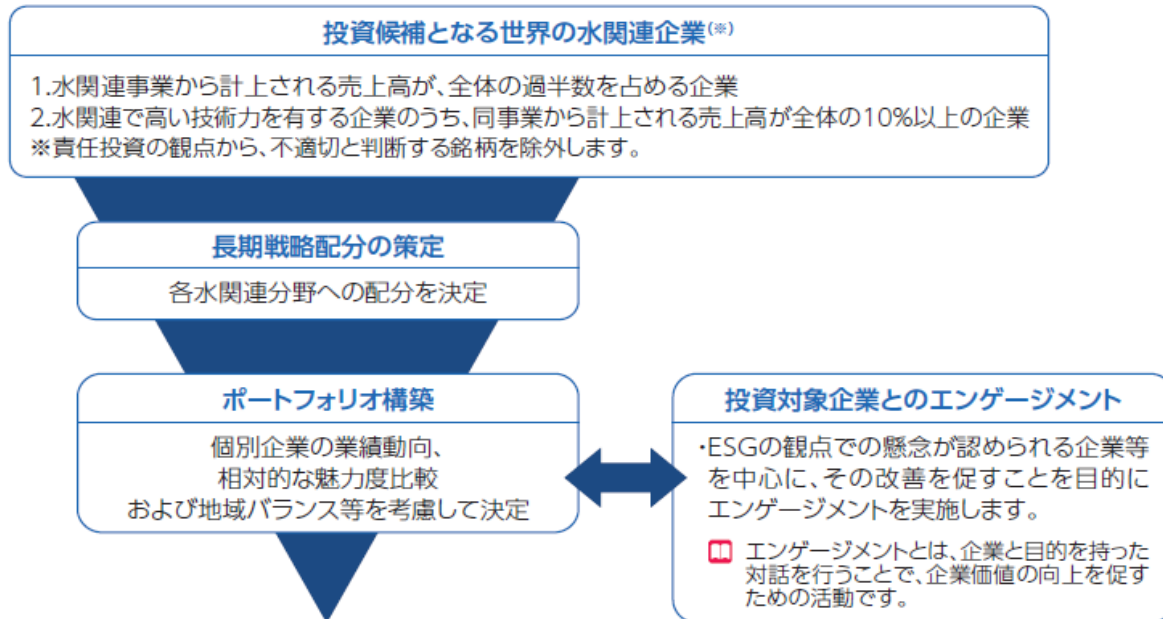 投資候補となる世界の水関連企業(※)
1.水関連事業から計上される売上高が、全体の過半数を占める企業
2.水関連で高い技術力を有する企業のうち、同事業から計上される売上高が全体の10%以上の企業
※責任投資の観点から、不適切と判断する銘柄を除外します。
長期戦略配分の策定
各水関連分野への配分を決定
ポートフォリオ構築
個別企業の業績動向、
相対的な魅力度比較
および地域バランス等を考慮して決定
投資対象企業とのエンゲージメント
・ESGの観点での懸念が認められる企業等
を中心に、その改善を促すことを目的に
エンゲージメントを実施します。
エンゲージメントとは、企業と目的を持った
対話を行うことで、企業価値の向上を促す
ための活動です。